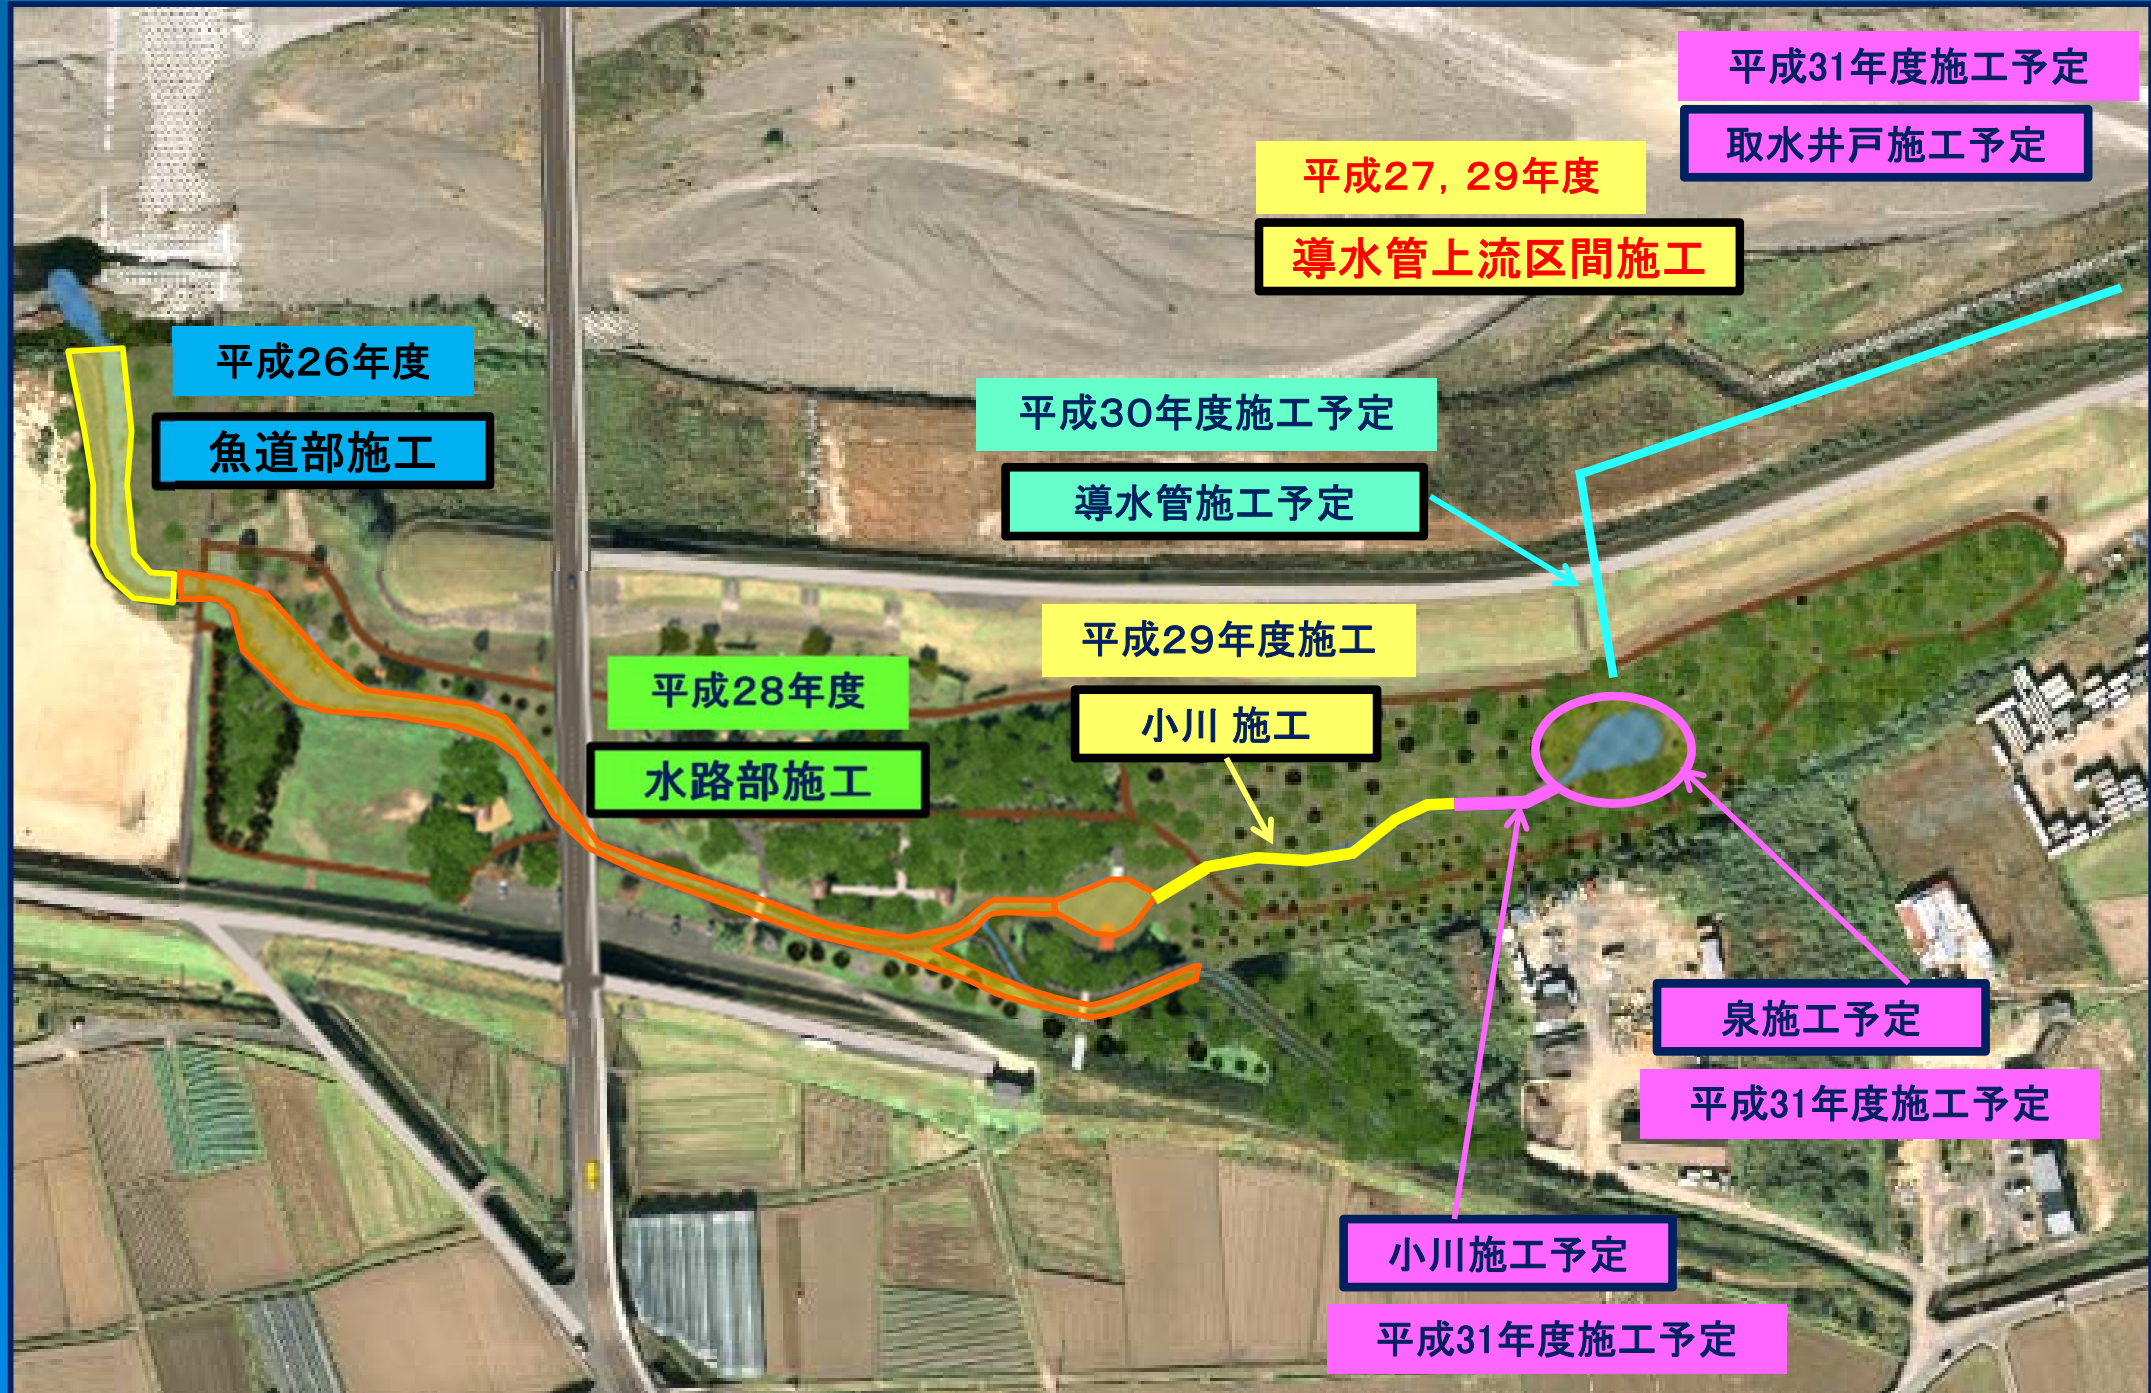 平成31年度施工予定
取水井戸施工予定
平成27，29年度
導水管上流区間施工
平成26年度
魚道部施工
平成30年度施工予定
導水管施工予定
平成29年度施工
小川 施工
平成28年度
水路部施工
泉施工予定
平成31年度施工予定
小川施工予定
平成31年度施工予定